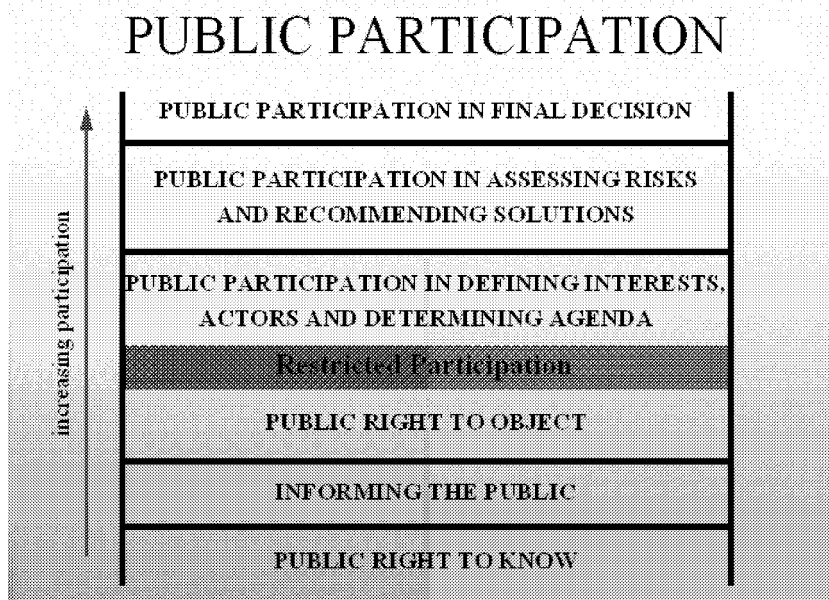 PUBLIC PARTICIPATION
PUBLIC PARTICIPATION IN FINAL DECISION
PUBLIC PARTICIPATION IN ASSESSING RISKS
AND RECOMMENDING SOLUTIONS
PUBLIC PARTICIPATION IN DEFINING INTERESTS,
ACTORS AND DETERMINING AGENDA
Restricted Participation
PUBLIC RIGHT TO OBJECT
INFORMING THE PUBLIC
PUBLIC RIGHT TO KNOW
increasing participation